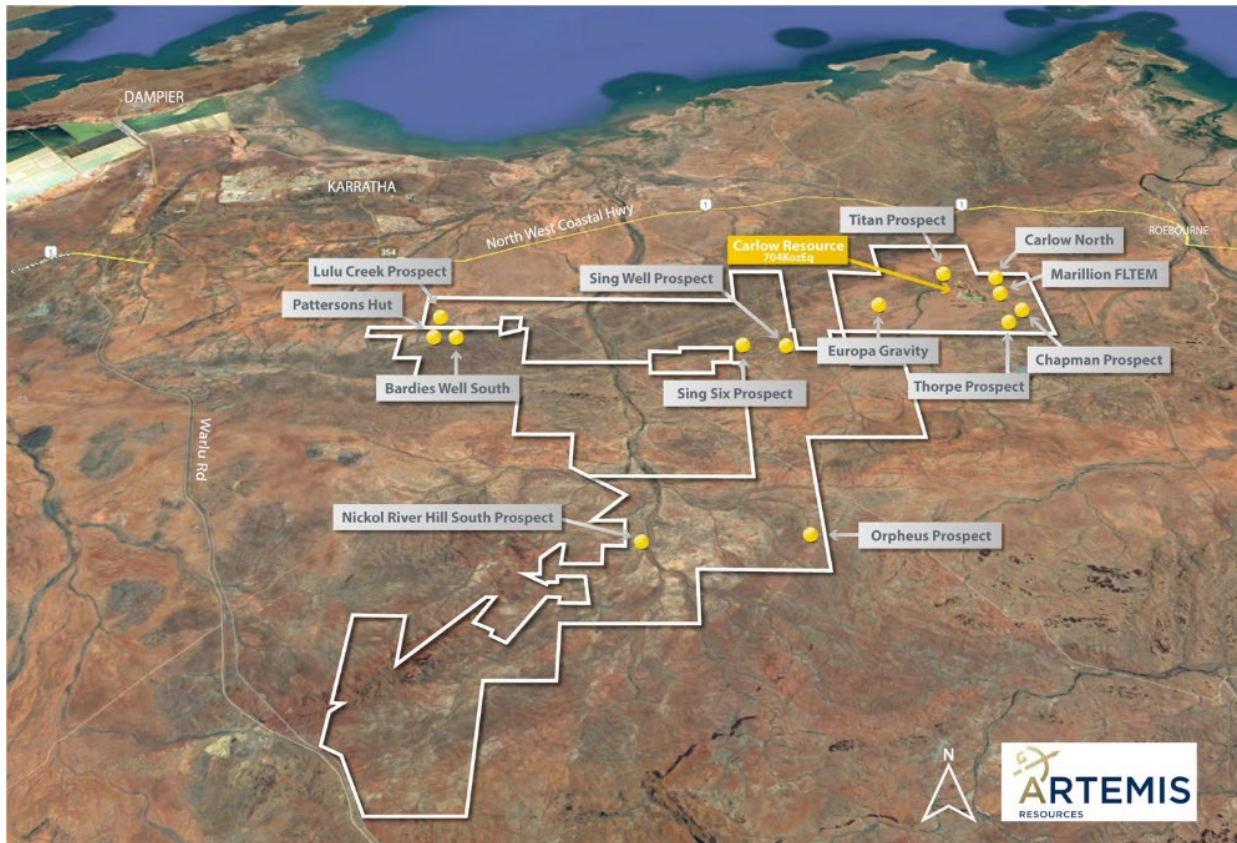 DAMPIER
KARRATHA
North West Coastal Hwy
1
1
1
354
ROEBOURNE
Titan Prospect
Carlow North
Carlow Resource
704KozEq
Marillion FLTEM
Lulu Creek Prospect
Sing Well Prospect
Pattersons Hut
Europa Gravity
Chapman Prospect
Bardies Well South
Sing Six Prospect
Thorpe Prospect
Warlu Rd
Nickol River Hill South Prospect
Orpheus Prospect
N
ARTEMIS
RESOURCES